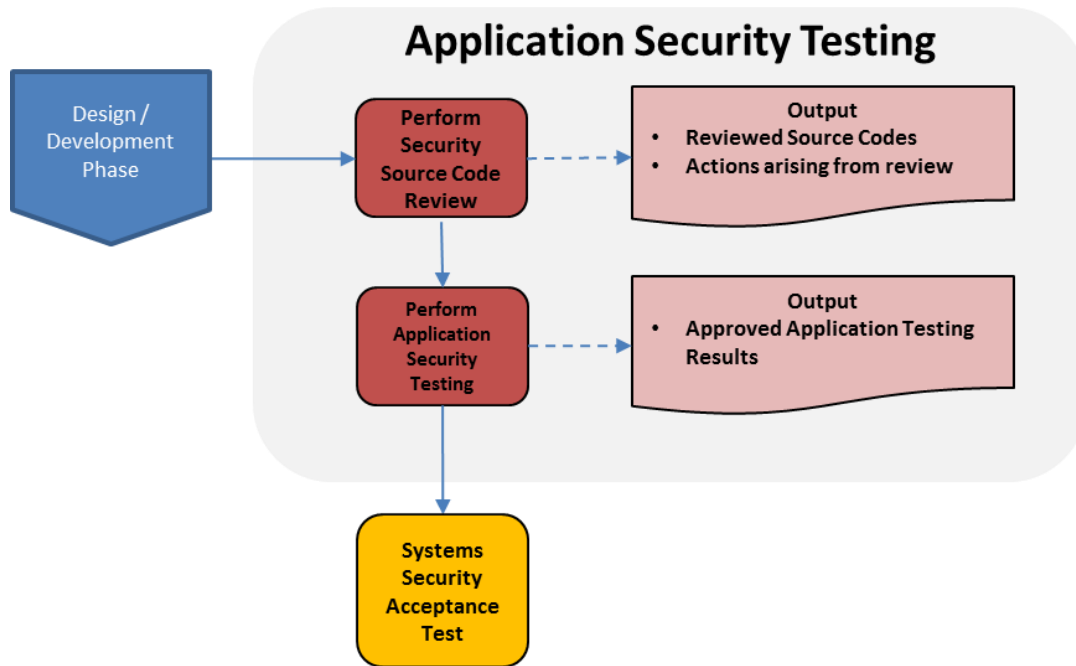 Application Security Testing
Design /
Development
Phase
Perform
Security
Source Code
Review
Output
• Reviewed Source Codes
• Actions arising from review
Perform
Application
Security
Testing
Output
• Approved Application Testing
Results
Systems
Security
Acceptance
Test